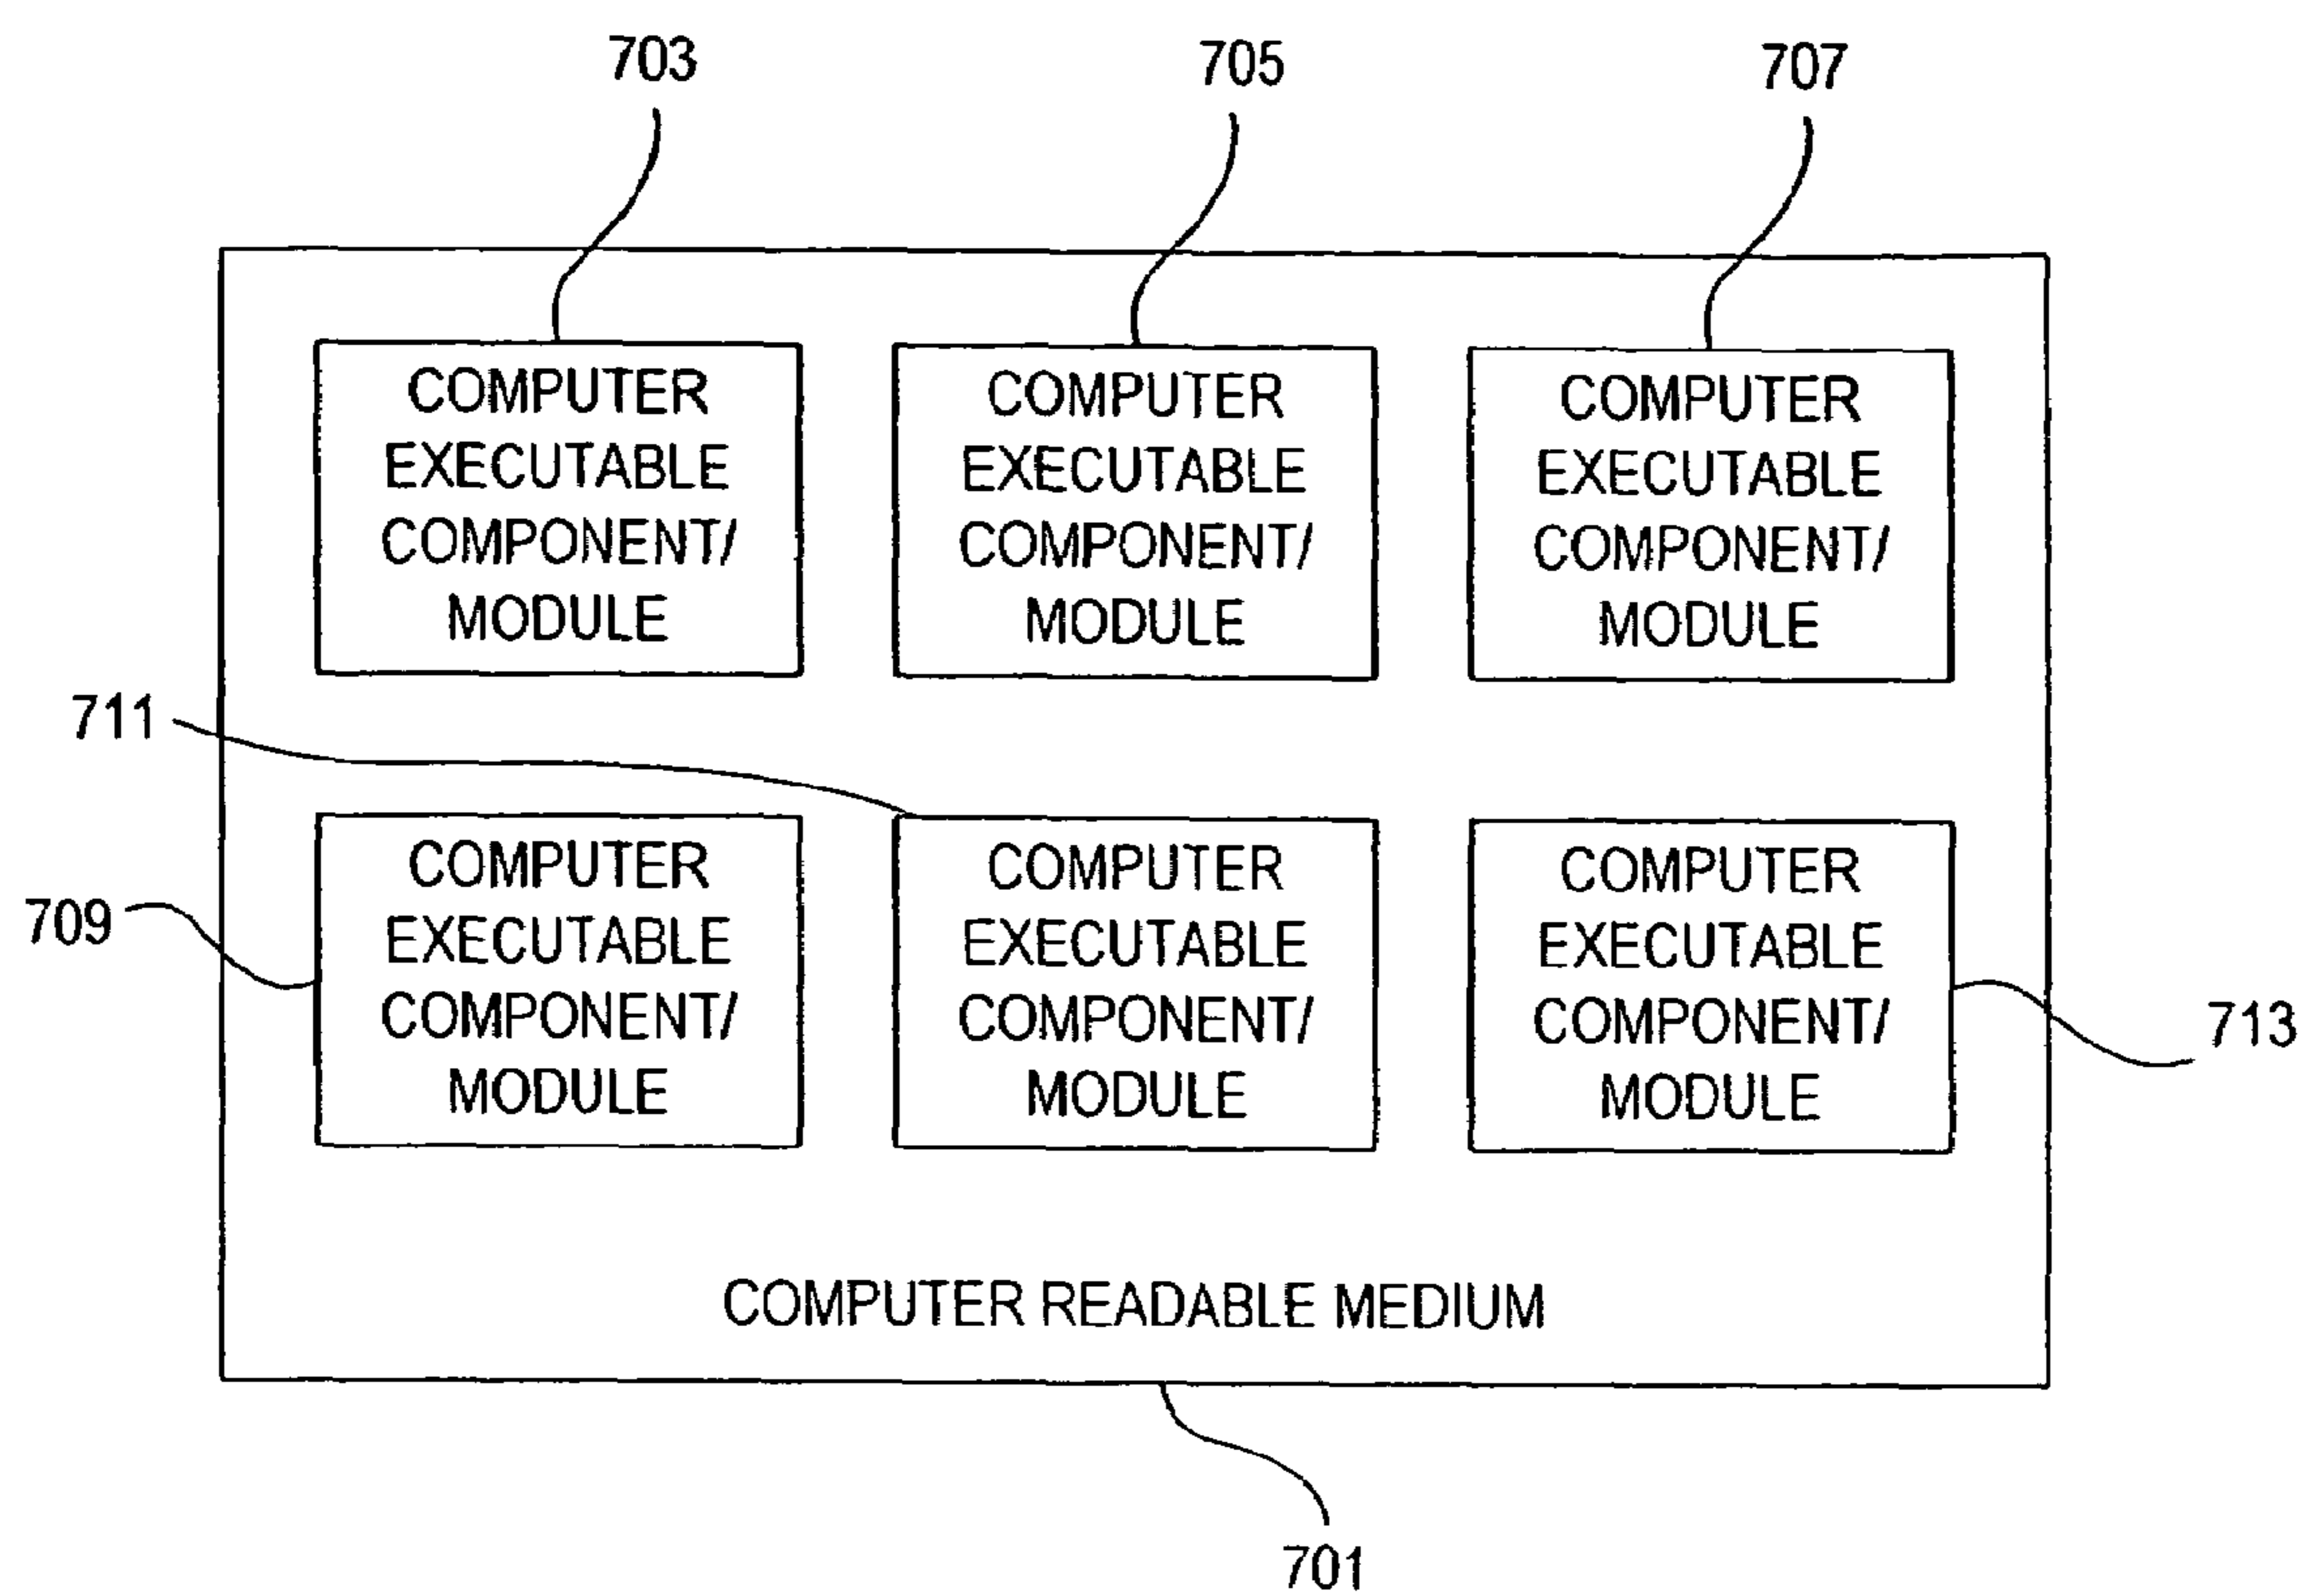 703
705
707
COMPUTER
EXECUTABLE
COMPONENT/
MODULE
COMPUTER
EXECUTABLE
COMPONENT/
MODULE
COMPUTER
EXECUTABLE
COMPONENT/
MODULE
711
709
COMPUTER
EXECUTABLE
COMPONENT/
MODULE
COMPUTER
EXECUTABLE
COMPONENT/
MODULE
COMPUTER
EXECUTABLE
COMPONENT/
MODULE
713
COMPUTER READABLE MEDIUM
701